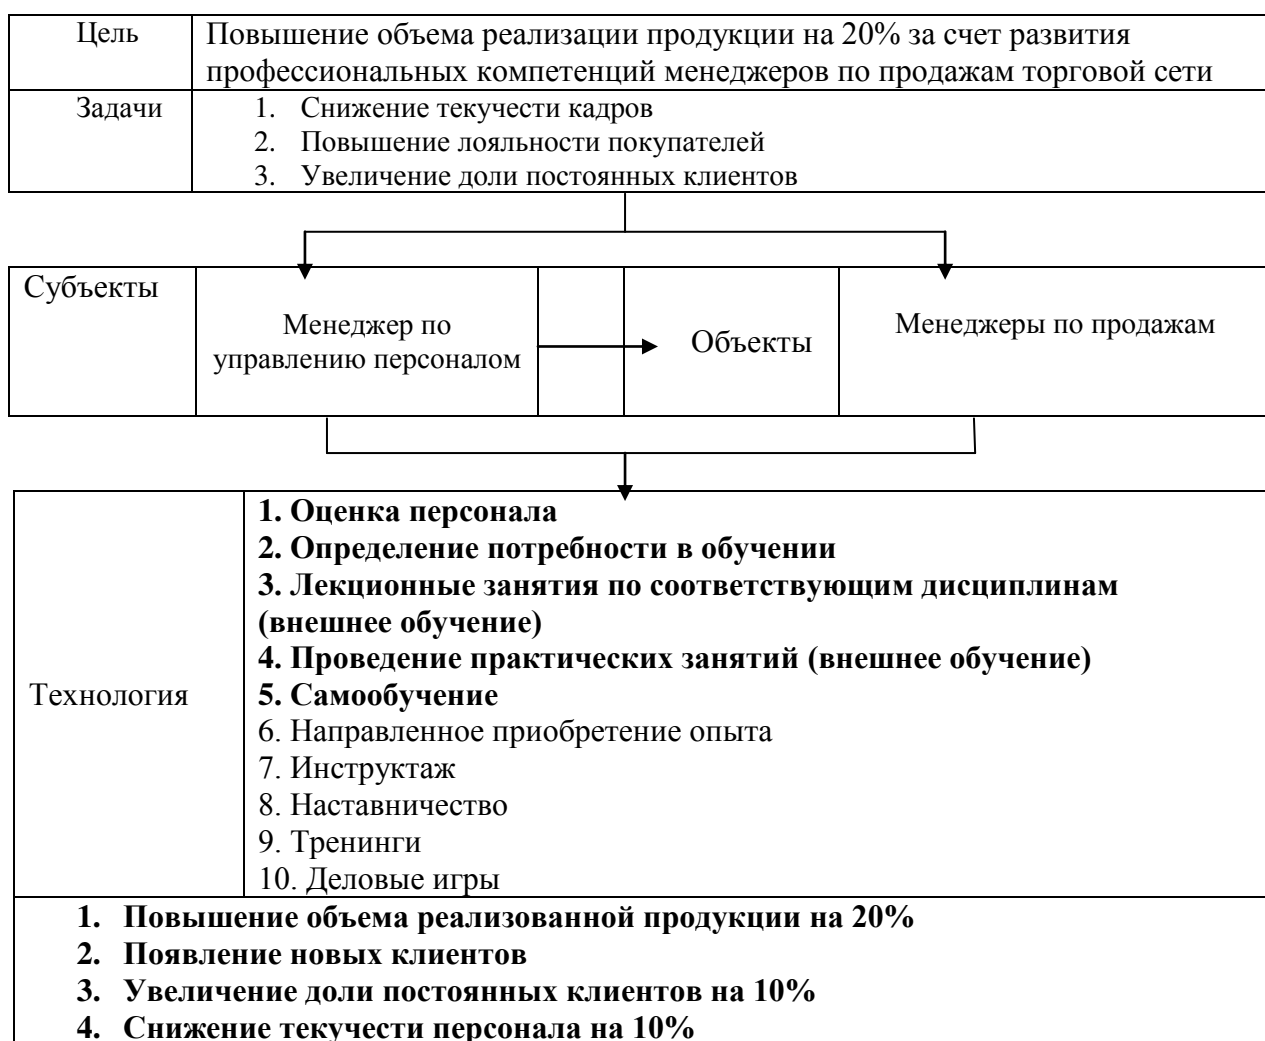 Цель
Повышение объема реализации продукции на 20% за счет развития
профессиональных компетенций менеджеров по продажам торговой сети
Задачи
1. Снижение текучести кадров
2. Повышение лояльности покупателей
3. Увеличение доли постоянных клиентов
Субъекты
Менеджер по
управлению персоналом
Объекты
Менеджеры по продажам
Технология
1. Оценка персонала
2. Определение потребности в обучении
3. Лекционные занятия по соответствующим дисциплинам
(внешнее обучение)
4. Проведение практических занятий (внешнее обучение)
5. Самообучение
6. Направленное приобретение опыта
7. Инструктаж
8. Наставничество
9. Тренинги
10. Деловые игры
1. Повышение объема реализованной продукции на 20%
2. Появление новых клиентов
3. Увеличение доли постоянных клиентов на 10%
4. Снижение текучести персонала на 10%